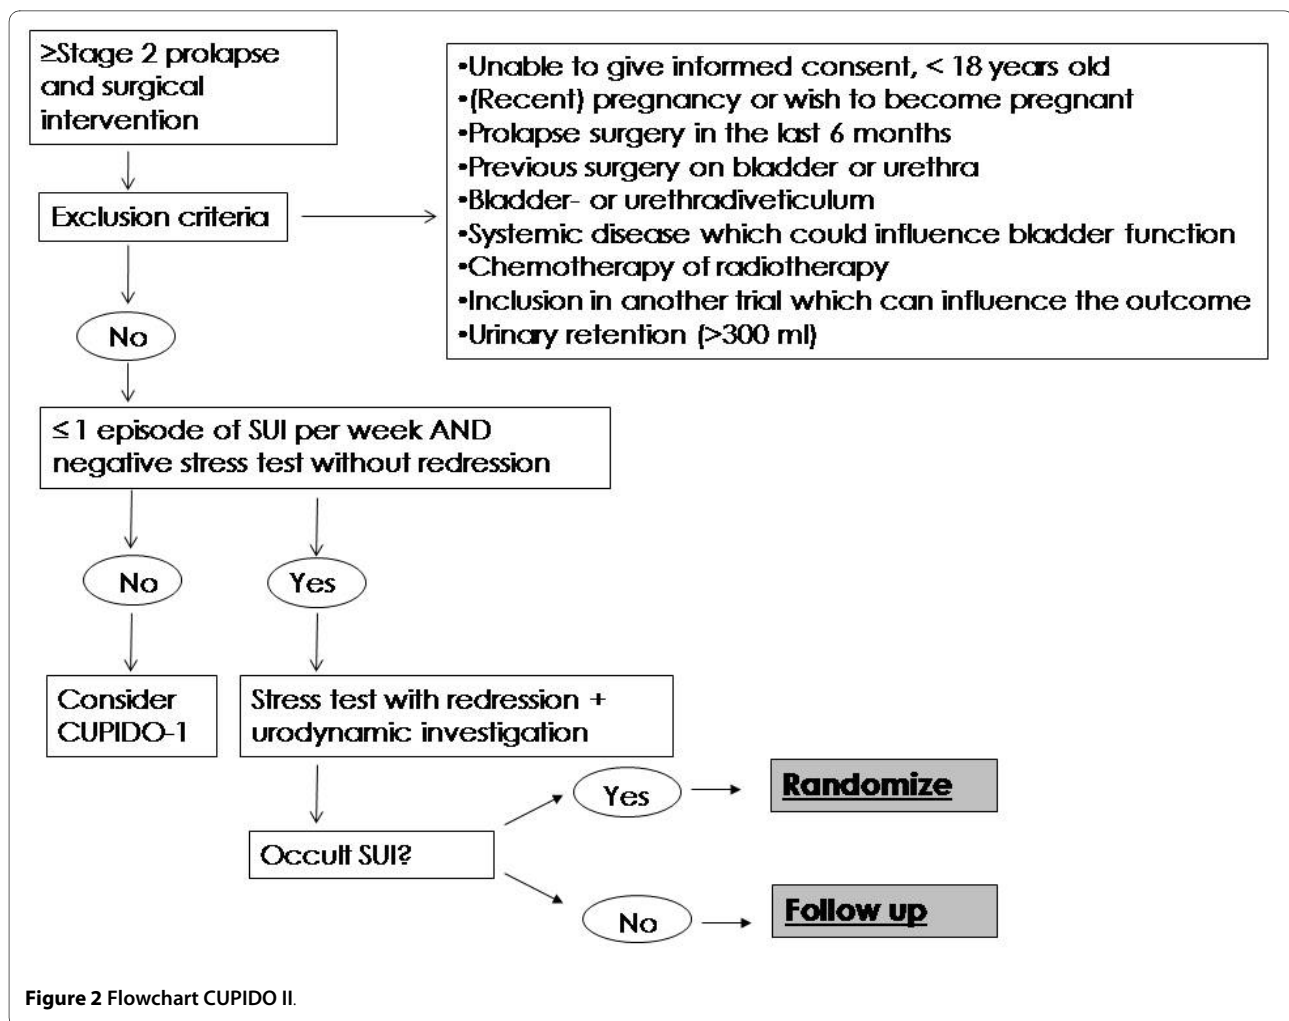 ≥Stage 2 prolapse
and surgical
intervention
•Unable to give informed consent, < 18 years old
•(Recent) pregnancy or wish to become pregnant
•Prolapse surgery in the last 6 months
•Previous surgery on bladder or urethra
•Bladder- or urethradiveticulum
•Systemic disease which could influence bladder function
•Chemotherapy of radiotherapy
•Inclusion in another trial which can influence the outcome
•Urinary retention (>300 ml)
Exclusion criteria
No
≤ 1 episode of SUI per week AND
negative stress test without redression
No
Yes
Consider
CUPIDO-1
Stress test with redression +
urodynamic investigation
Yes
Randomize
Occult SUI?
No
Follow up
Figure 2 Flowchart CUPIDO II.